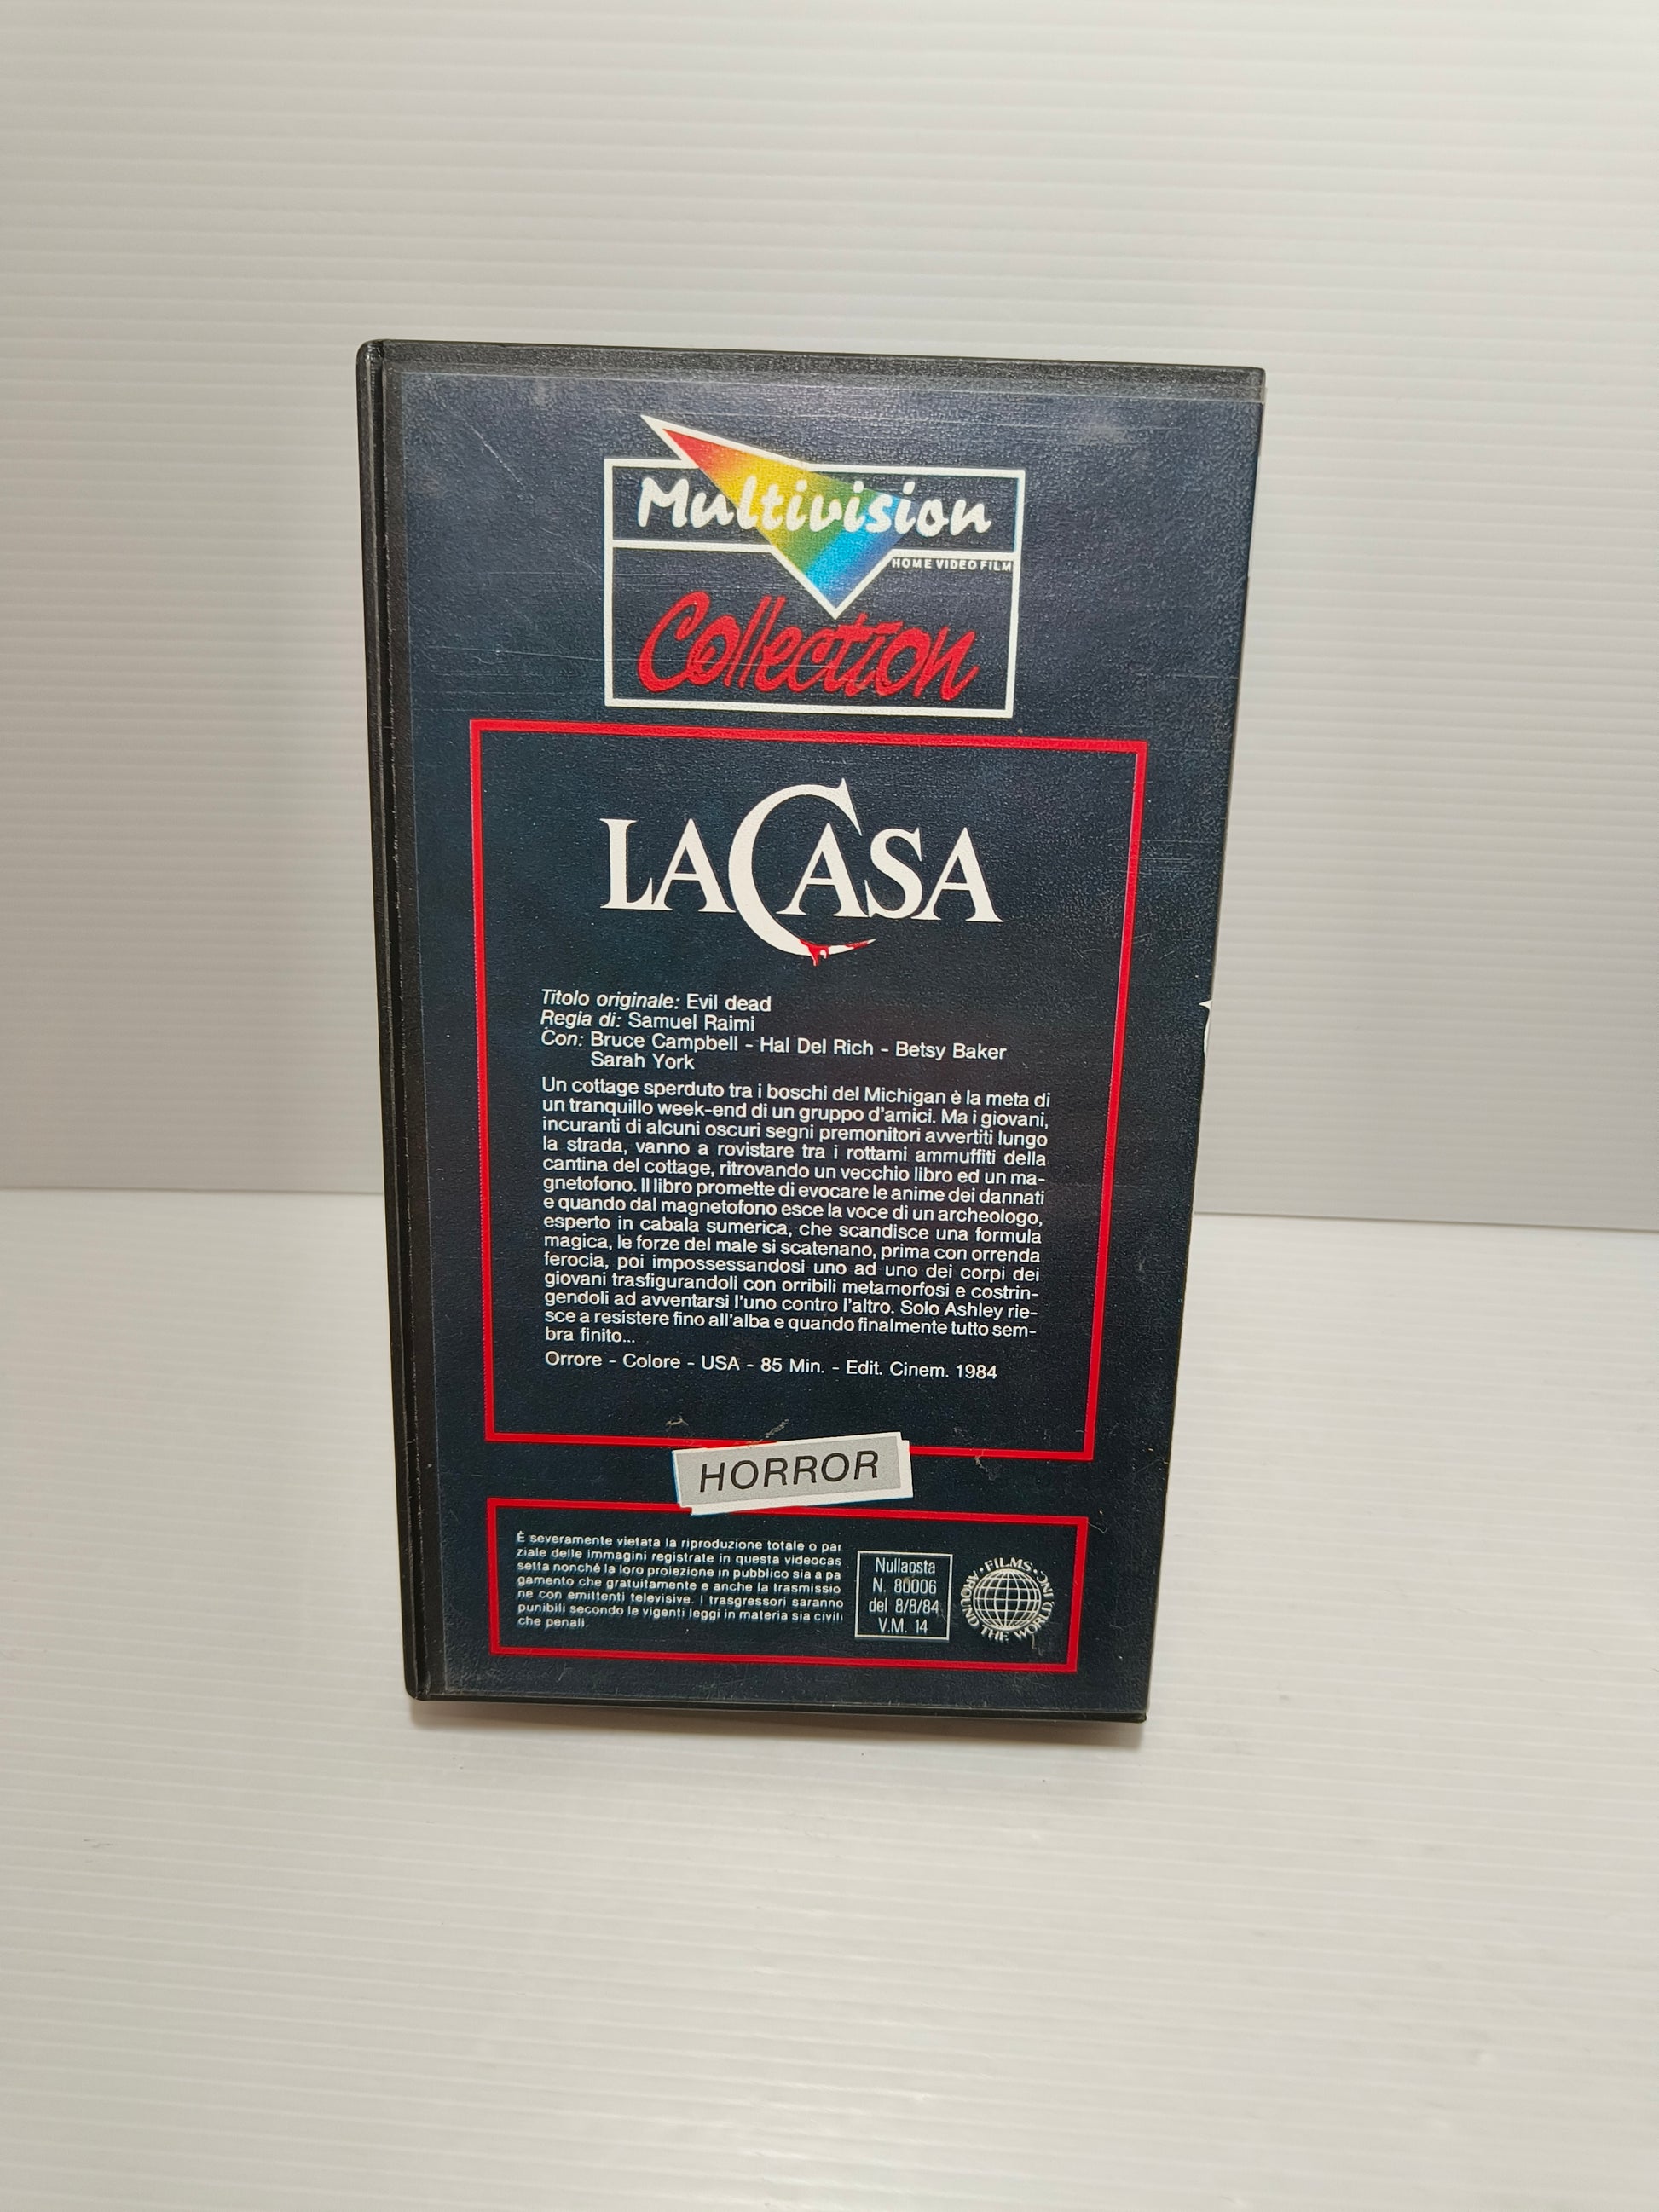 Multivision
HOME VIDEO FILM
Collection
LA CASA
Titolo originale: Evil dead
Regia di: Samuel Raimi
Con: Bruce Campbell - Hal Del Rich - Betsy Baker
Sarah York
Un cottage sperduto tra i boschi del Michigan è la meta di
un tranquillo week-end di un gruppo d'amici. Ma i giovani,
incuranti di alcuni oscuri segni premonitori avvertiti lungo
la strada, vanno a rovistare tra i rottami ammuffiti della
cantina del cottage, ritrovando un vecchio libro ed un ma-
gnetofono. Il libro promette di evocare le anime dei dannati
e quando dal magnetofono esce la voce di un archeologo,
esperto in cabala sumerica, che scandisce una formula
magica, le forze del male si scatenano, prima con orrenda
ferocia, poi impossessandosi uno ad uno dei corpi dei
giovani trasfigurandoli con orribili metamorfosi e costrin-
gendoli ad avventarsi l'uno contro l'altro. Solo Ashley rie-
sce a resistere fino all'alba e quando finalmente tutto sem-
bra finito...
Orrore - Colore - USA - 85 Min. - Edit. Cinem. 1984
HORROR
È severamente vietata la riproduzione totale o par
ziale delle immagini registrate in questa videocas
setta nonchè la loro proiezione in pubblico sia a pa
gamento che gratuitamente e anche la trasmissio
ne con emittenti televisive. I trasgressori saranno
punibili secondo le vigenti leggi in materia sia civili
che penali.
Nullaosta
N. 80006
del 8/8/84
V.M. 14
FILMS AROUND THE WORLD, INC.